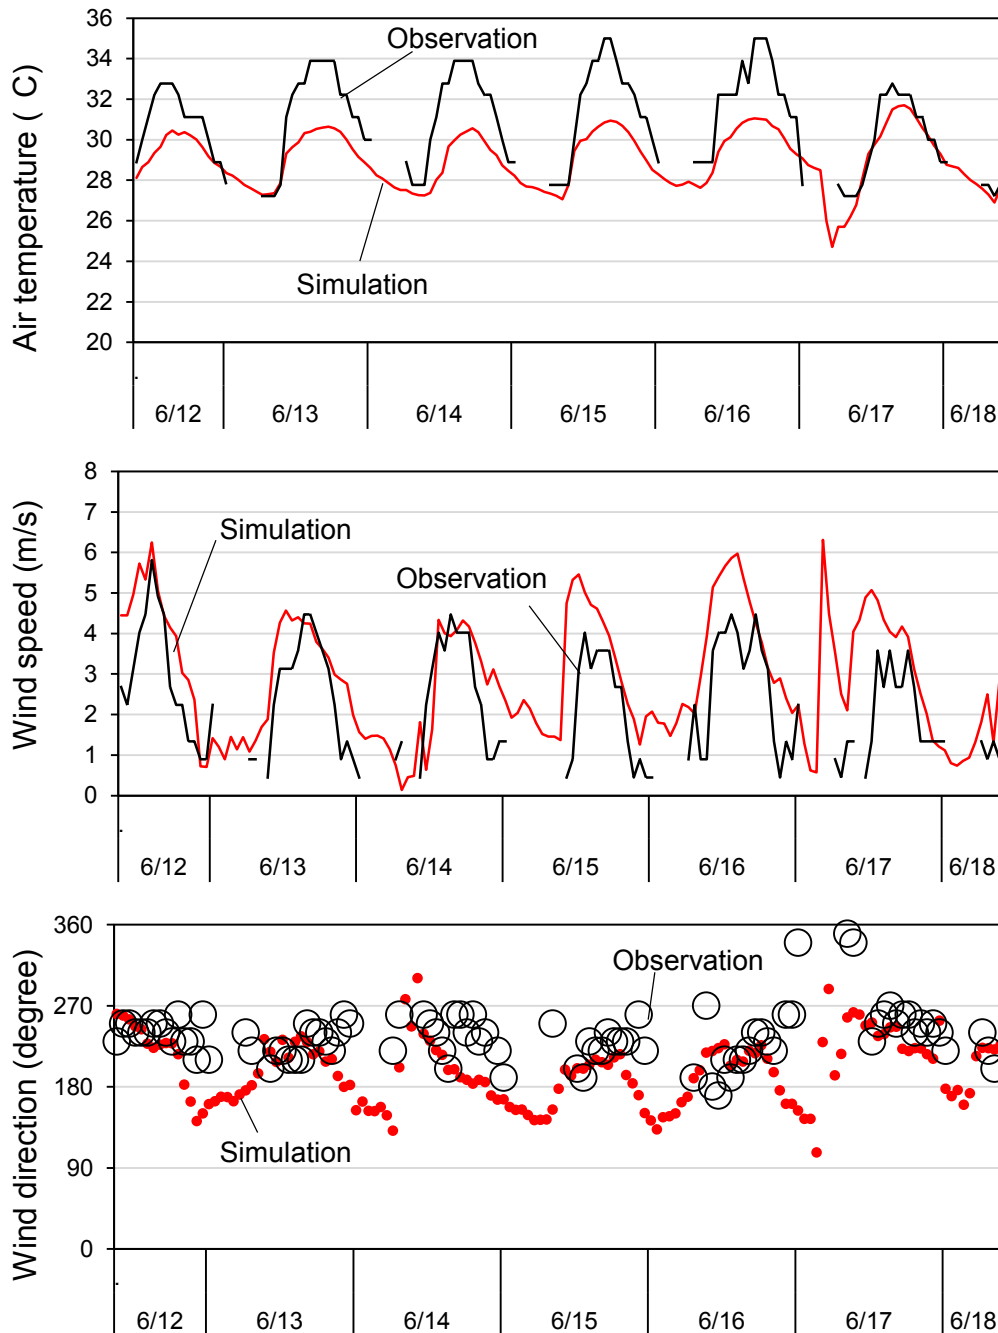 Air temperature ( C)
36
34
32
30
28
26
24
22
20
Observation
Simulation
6/12 6/13 6/14 6/15 6/16 6/17 6/18
Wind speed (m/s)
8
7
6
5
4
3
2
1
0
Simulation
Observation
6/12 6/13 6/14 6/15 6/16 6/17 6/18
Wind direction (degree)
360
270
180
90
0
Observation
Simulation
6/12 6/13 6/14 6/15 6/16 6/17 6/18